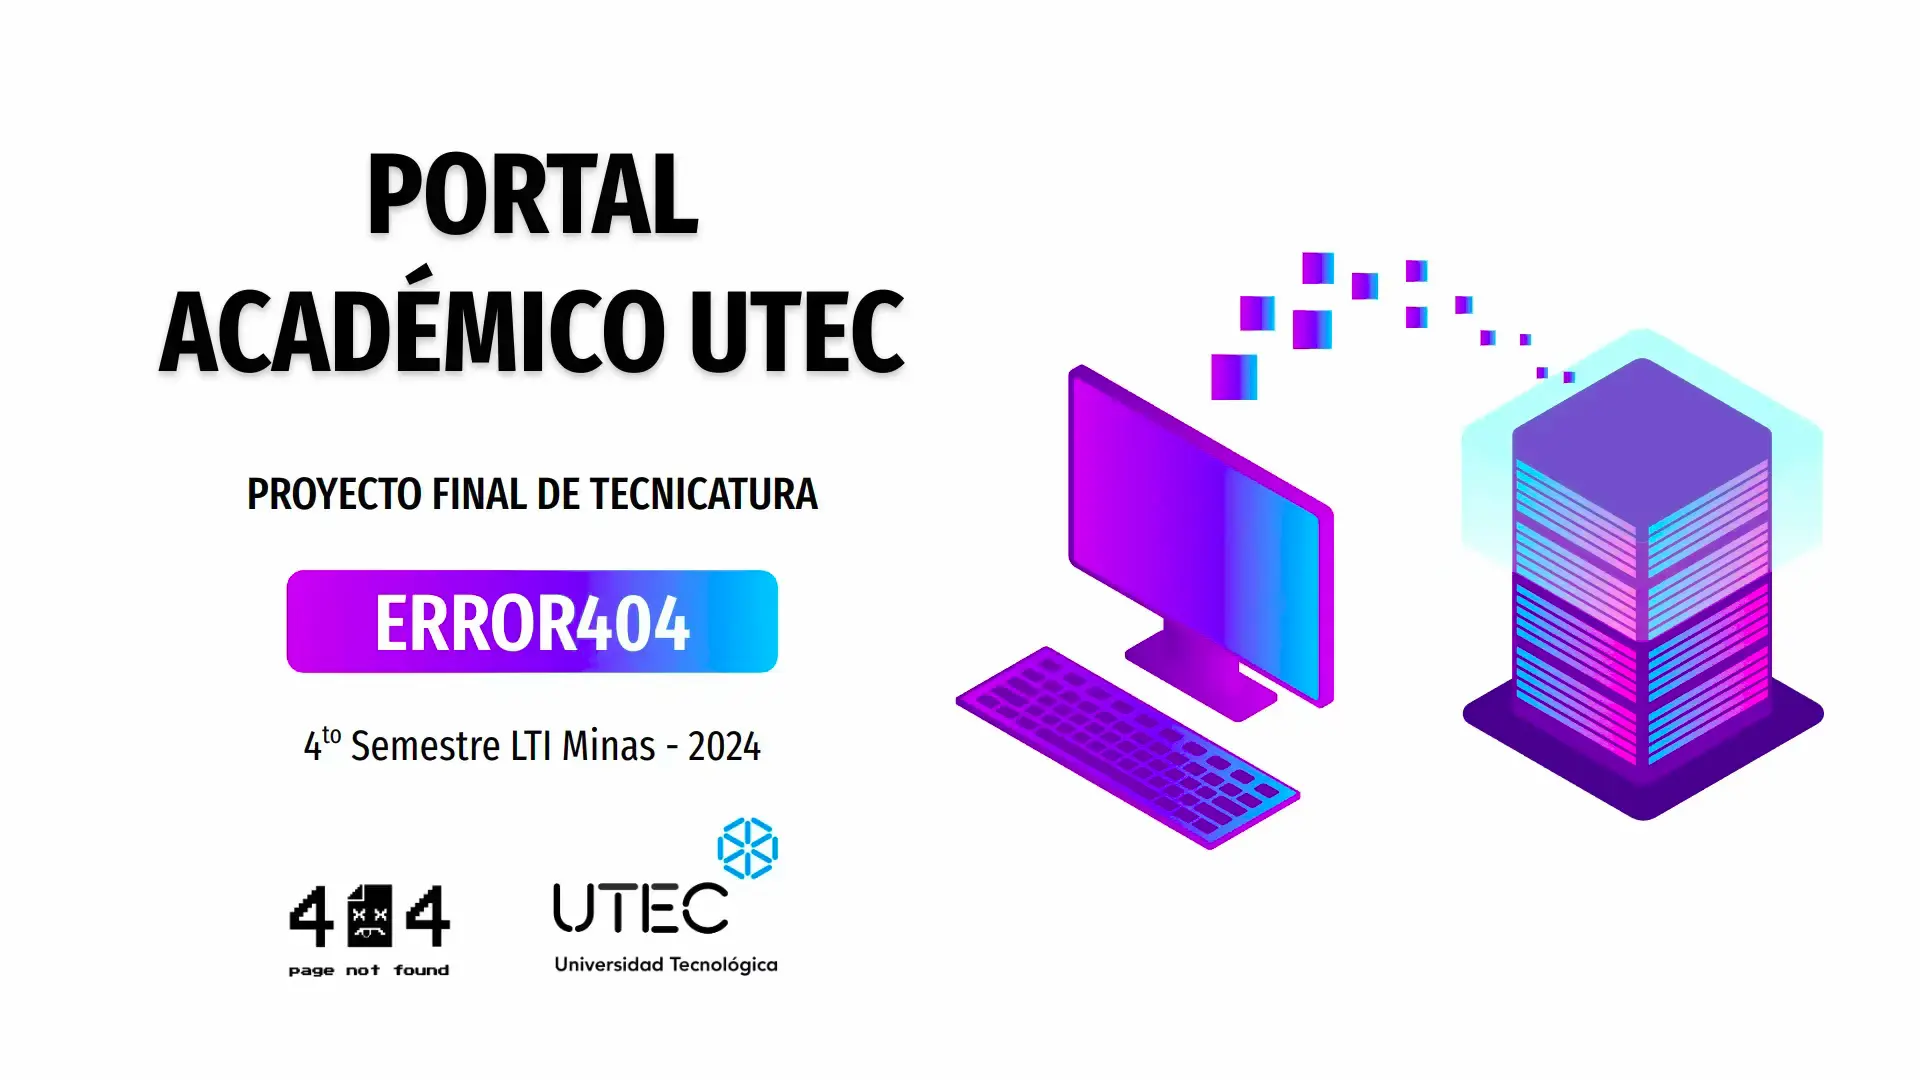 PORTAL
ACADÉMICO UTEC
PROYECTO FINAL DE TECNICATURA
ERROR404
4to Semestre LTI Minas - 2024
404
page not found
UTEC
Universidad Tecnológica